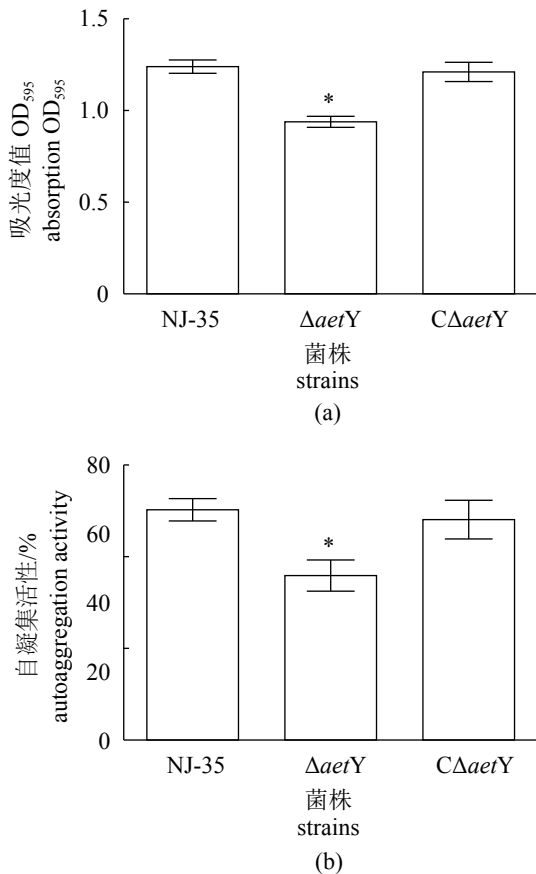 吸光度值 OD₅₉₅
absorption OD₅₉₅
1.5
1.0
0.5
0
*
NJ-35
ΔaetY
CΔaetY
菌株
strains
(a)
自凝集活性/%
autoaggregation activity
80
60
40
20
0
*
NJ-35
ΔaetY
CΔaetY
菌株
strains
(b)